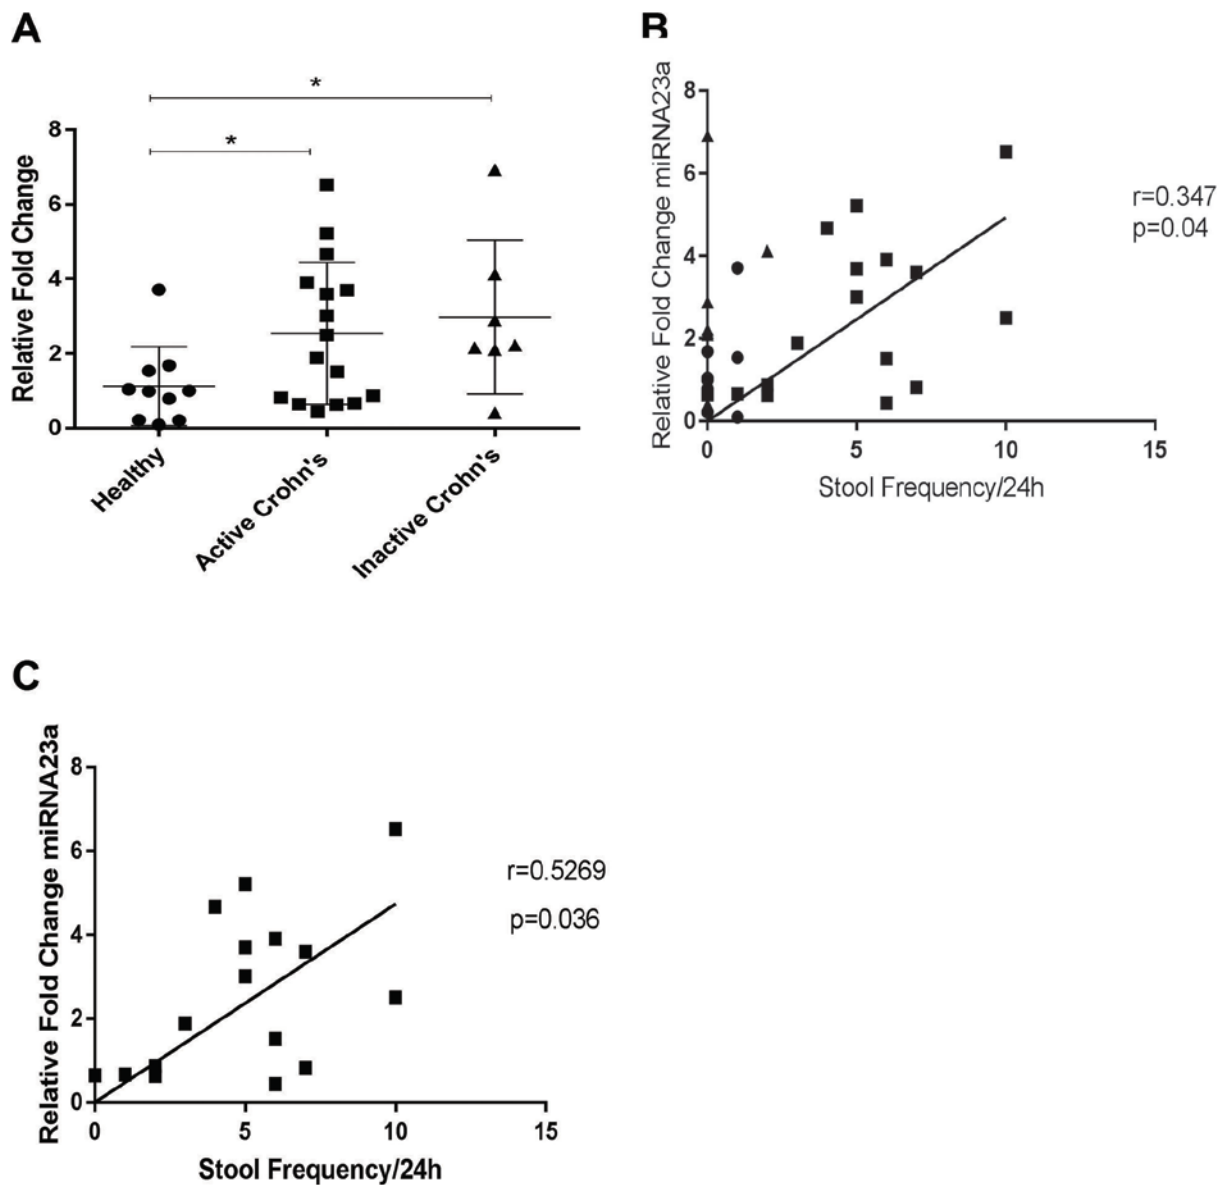 A
*
*
8
6
4
2
0
Relative Fold Change
Healthy
Active Crohn's
Inactive Crohn's
B
Relative Fold Change miRNA23a
8
6
4
2
0
0 5 10 15
Stool Frequency/24h
r=0.347
p=0.04
C
Relative Fold Change miRNA23a
8
6
4
2
0
0 5 10 15
Stool Frequency/24h
r=0.5269
p=0.036